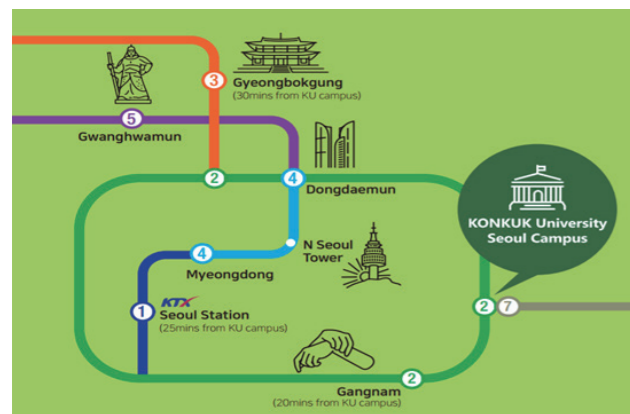 3
Gyeongbokgung
(30mins from KU campus)
5
Gwanghwamun
2
4
Dongdaemun
KONKUK University
Seoul Campus
N Seoul
Tower
4
Myeongdong
KTX
1
Seoul Station
(25mins from KU campus)
2 7
2
Gangnam
(20mins from KU campus)